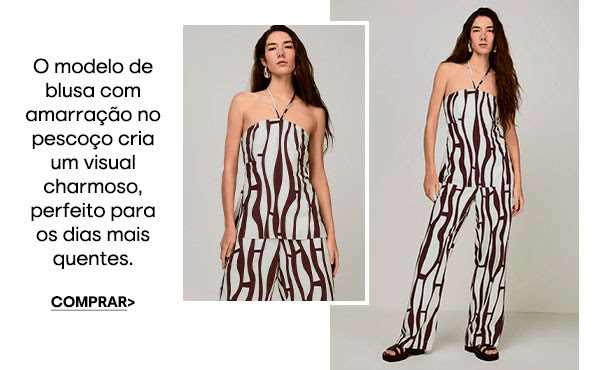 O modelo de
blusa com
amarração no
pescoço cria
um visual
charmoso,
perfeito para
os dias mais
quentes.
COMPRAR>